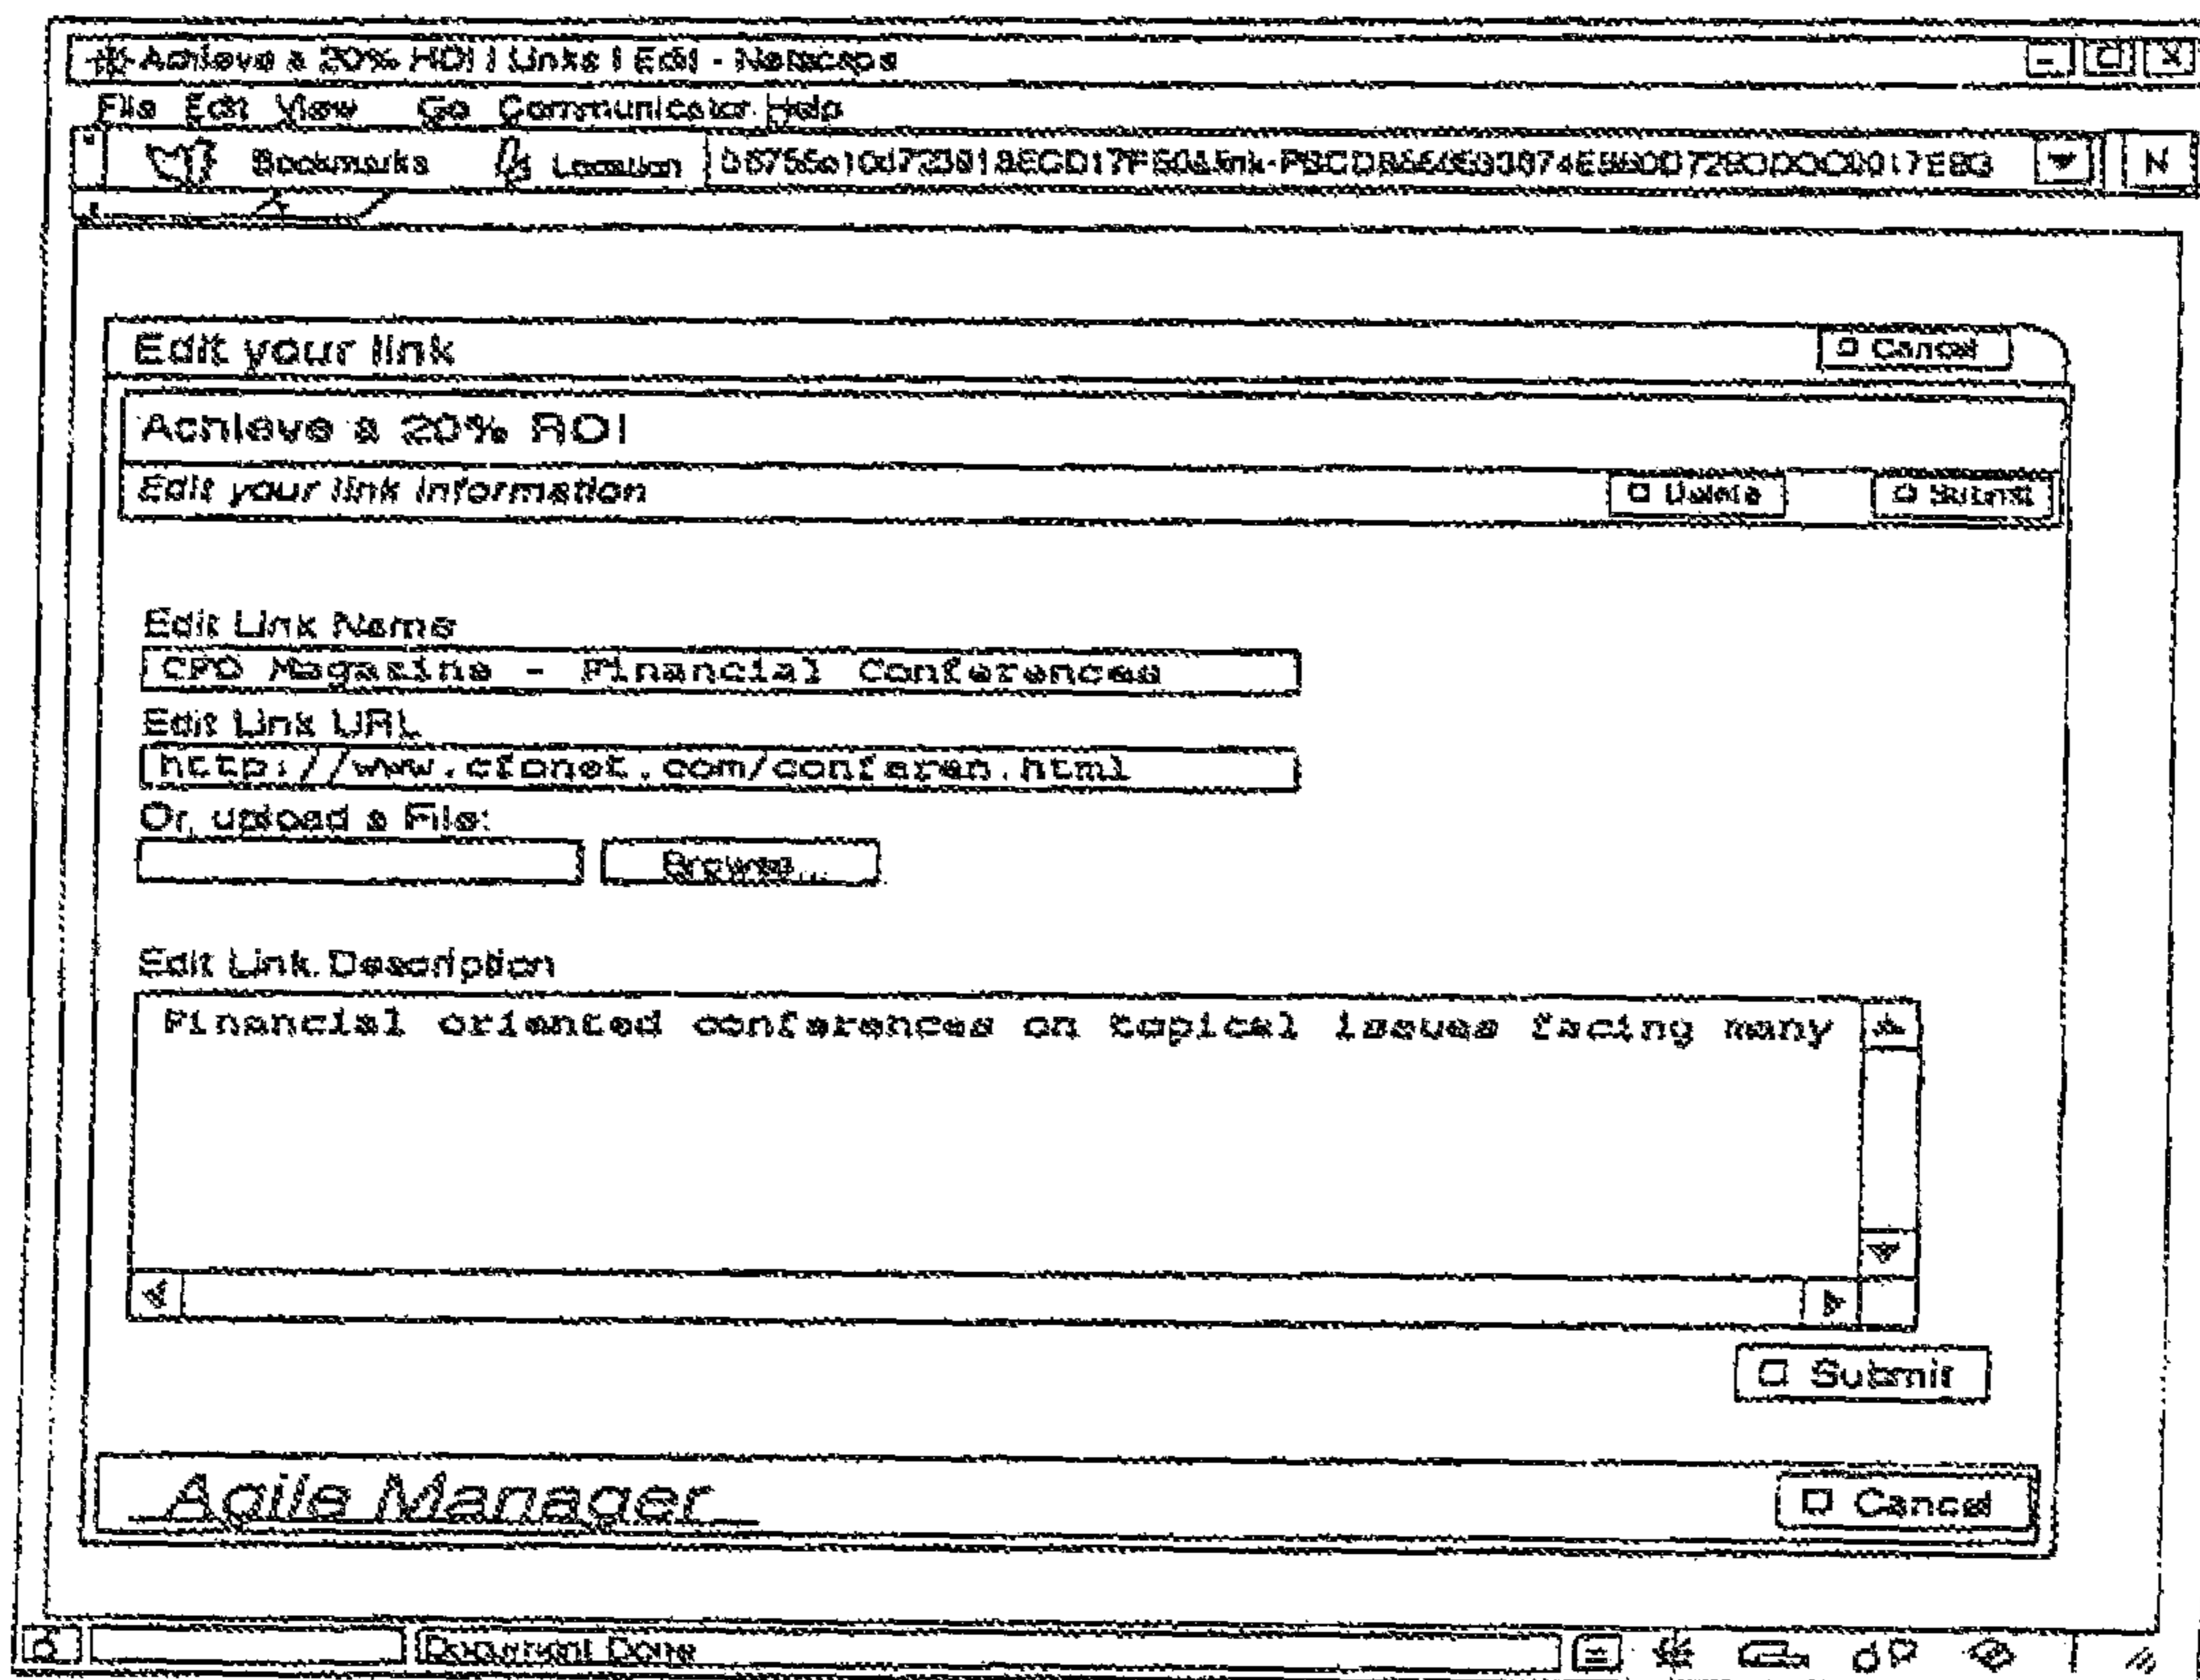 Achieve a 20% ROI | Links | Edit - Netscape
File Edit View Go Communicator Help
Bookmarks Location N
Edit your link Cancel
Achieve a 20% ROI
Edit your link information Delete Submit
Edit Link Name
CFO Magazine - Financial Conferences
Edit Link URL
http://www.cfonet.com/conferen.html
Or, upload a File:
Browse...
Edit Link Description
Financial oriented conferences on topical issues facing many
Submit
Agile Manager
Cancel
Document Done